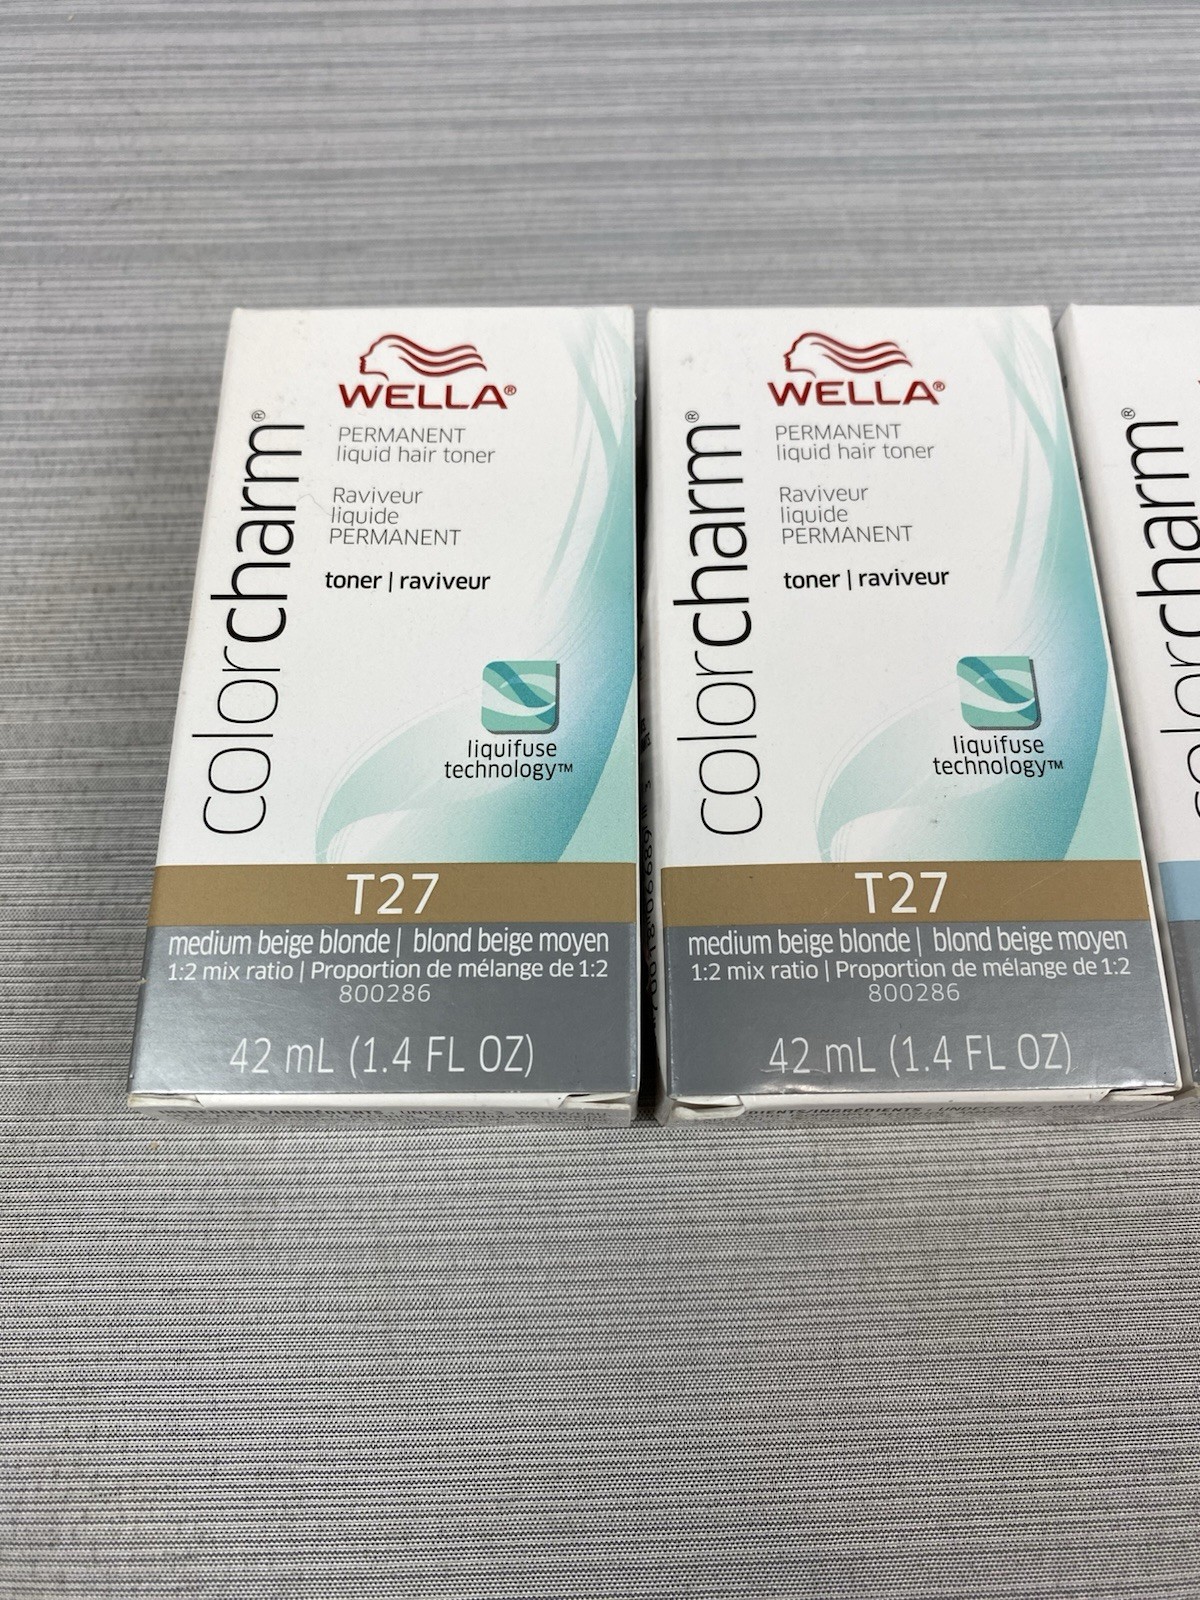 WELLA®
colorcharm®
PERMANENT
liquid hair toner
Raviveur
liquide
PERMANENT
toner | raviveur
liquifuse
technology™
T27
medium beige blonde | blond beige moyen
1:2 mix ratio | Proportion de mélange de 1:2
800286
42 mL (1.4 FL OZ)
WELLA®
colorcharm®
PERMANENT
liquid hair toner
Raviveur
liquide
PERMANENT
toner | raviveur
liquifuse
technology™
T27
medium beige blonde | blond beige moyen
1:2 mix ratio | Proportion de mélange de 1:2
800286
42 mL (1.4 FL OZ)
colorcharm®